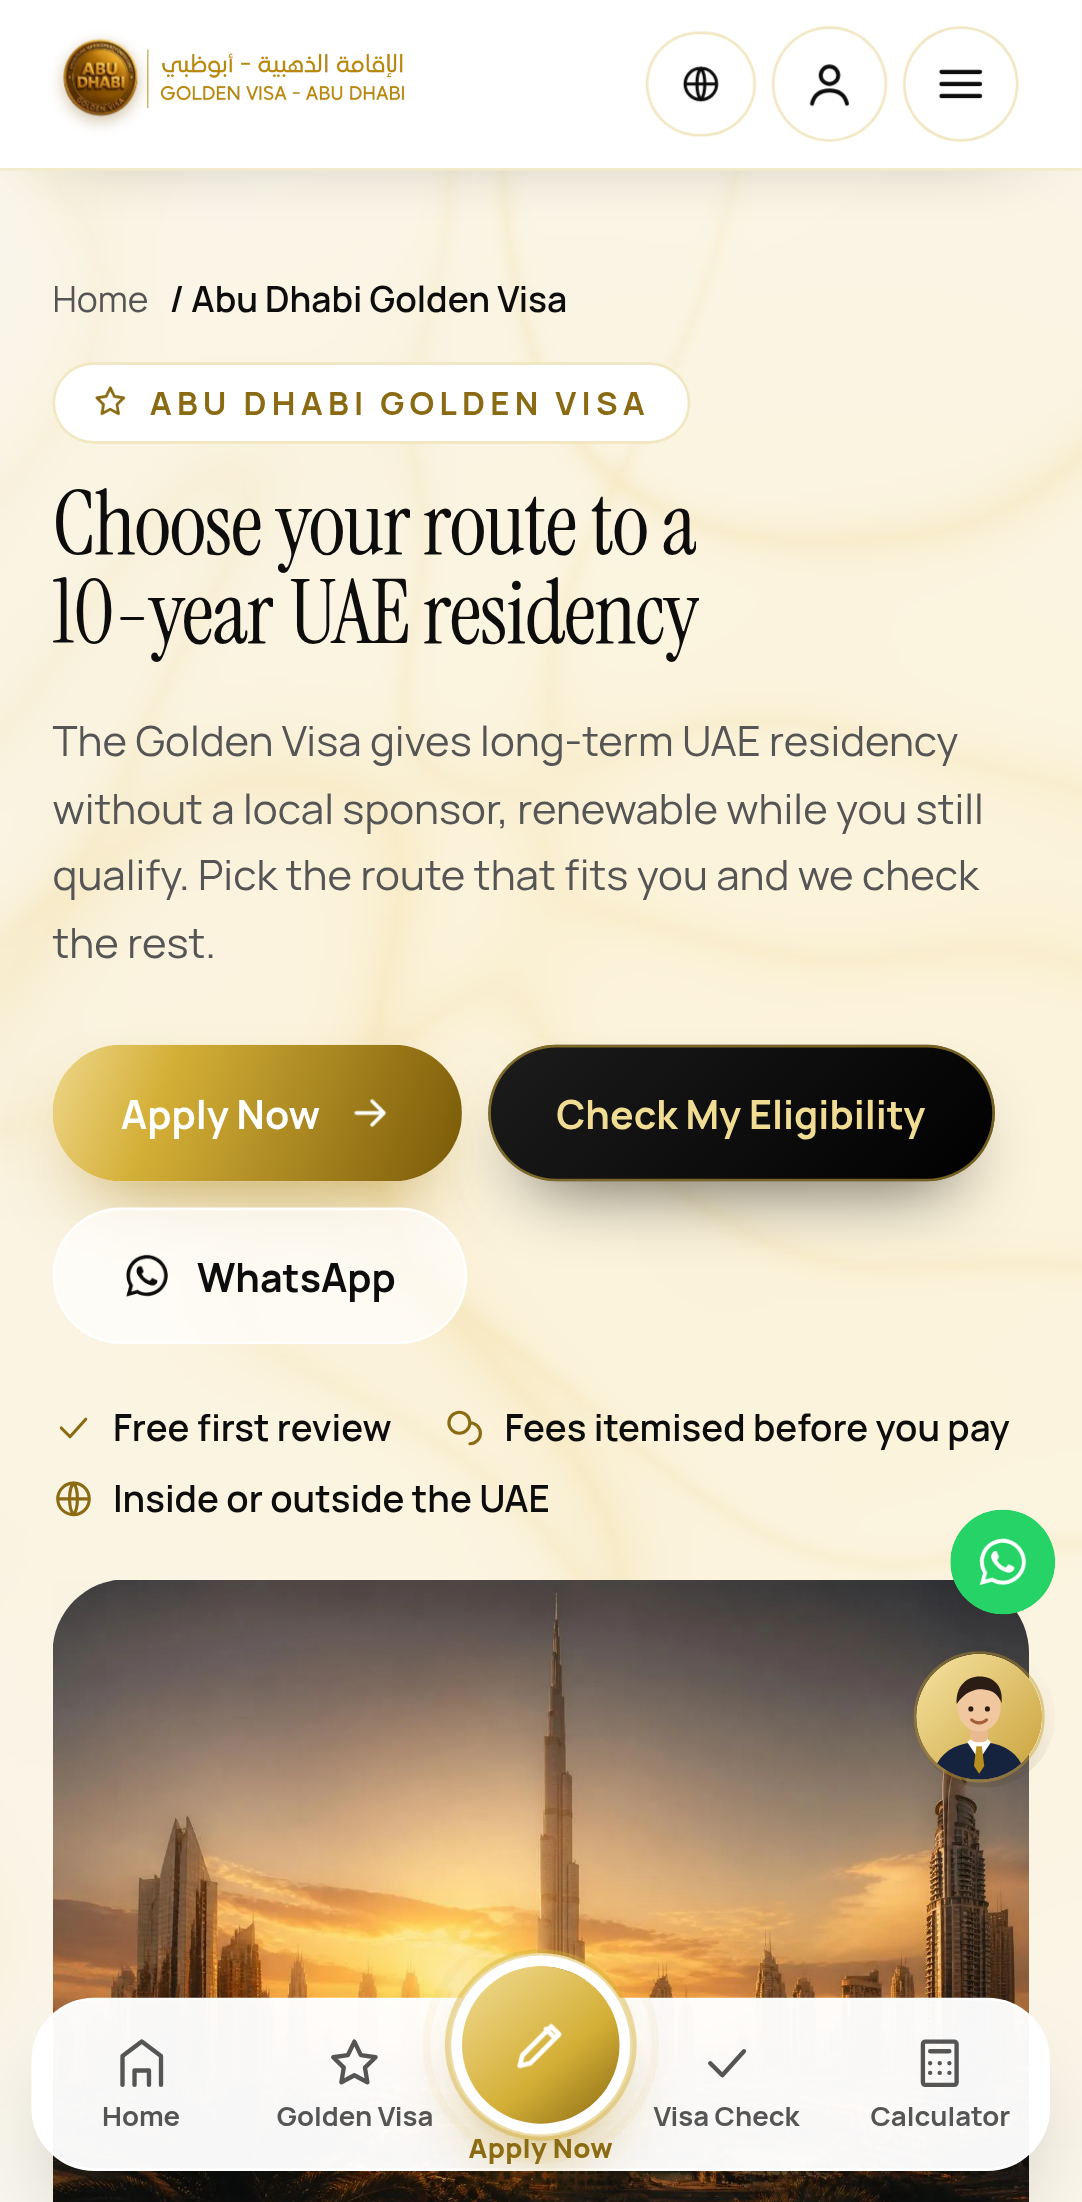 ABU
DHABI
الإقامة الذهبية - أبوظبي
GOLDEN VISA - ABU DHABI
Home / Abu Dhabi Golden Visa
ABU DHABI GOLDEN VISA
Choose your route to a
10-year UAE residency
The Golden Visa gives long-term UAE residency
without a local sponsor, renewable while you still
qualify. Pick the route that fits you and we check
the rest.
Apply Now
Check My Eligibility
WhatsApp
Free first review
Fees itemised before you pay
Inside or outside the UAE
Home
Golden Visa
Apply Now
Visa Check
Calculator